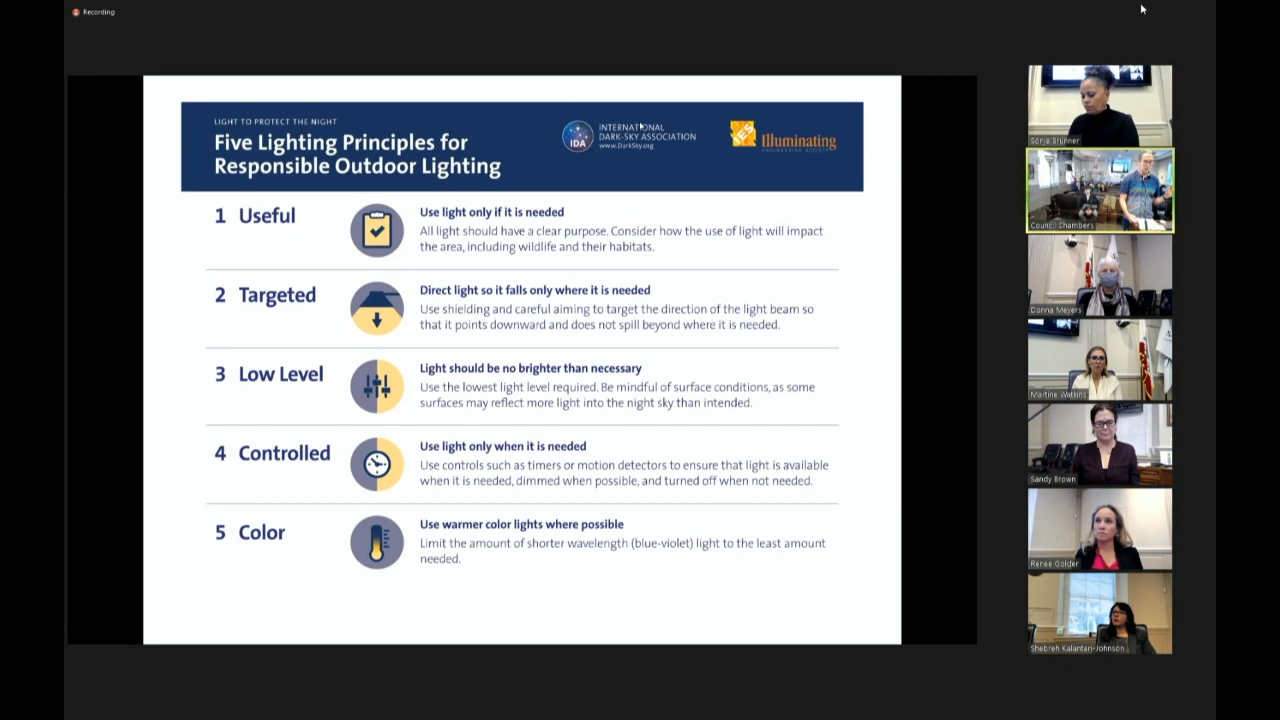 Recording
LIGHT TO PROTECT THE NIGHT
Five Lighting Principles for
Responsible Outdoor Lighting
IDA
INTERNATIONAL
DARK-SKY ASSOCIATION
www.DarkSky.org
IES
Illuminating
ENGINEERING SOCIETY
1 Useful
Use light only if it is needed
All light should have a clear purpose. Consider how the use of light will impact
the area, including wildlife and their habitats.
2 Targeted
Direct light so it falls only where it is needed
Use shielding and careful aiming to target the direction of the light beam so
that it points downward and does not spill beyond where it is needed.
3 Low Level
Light should be no brighter than necessary
Use the lowest light level required. Be mindful of surface conditions, as some
surfaces may reflect more light into the night sky than intended.
4 Controlled
Use light only when it is needed
Use controls such as timers or motion detectors to ensure that light is available
when it is needed, dimmed when possible, and turned off when not needed.
5 Color
Use warmer color lights where possible
Limit the amount of shorter wavelength (blue-violet) light to the least amount
needed.
Sonja Brunner
Council Chambers
Donna Meyers
Martine Watkins
Sandy Brown
Renee Golder
Shebreh Kalantari-Johnson